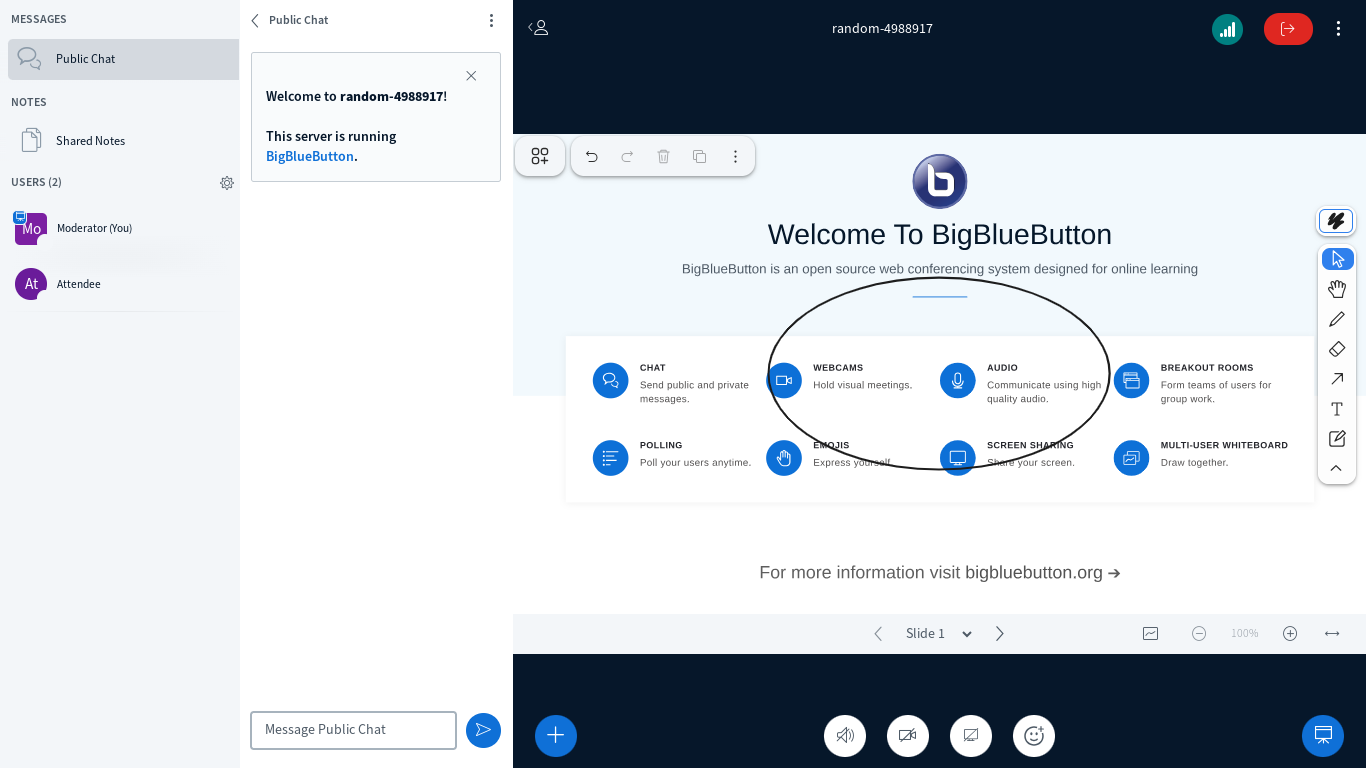 MESSAGES
Public Chat
NOTES
Shared Notes
USERS (2)
Mo
Moderator (You)
At
Attendee
Public Chat
Welcome to random-4988917!
This server is running
BigBlueButton.
Message Public Chat
random-4988917
Welcome To BigBlueButton
BigBlueButton is an open source web conferencing system designed for online learning
CHAT
Send public and private
messages.
WEBCAMS
Hold visual meetings.
AUDIO
Communicate using high
quality audio.
BREAKOUT ROOMS
Form teams of users for
group work.
POLLING
Poll your users anytime.
EMOJIS
Express yourself.
SCREEN SHARING
Share your screen.
MULTI-USER WHITEBOARD
Draw together.
For more information visit bigbluebutton.org →
Slide 1
100%